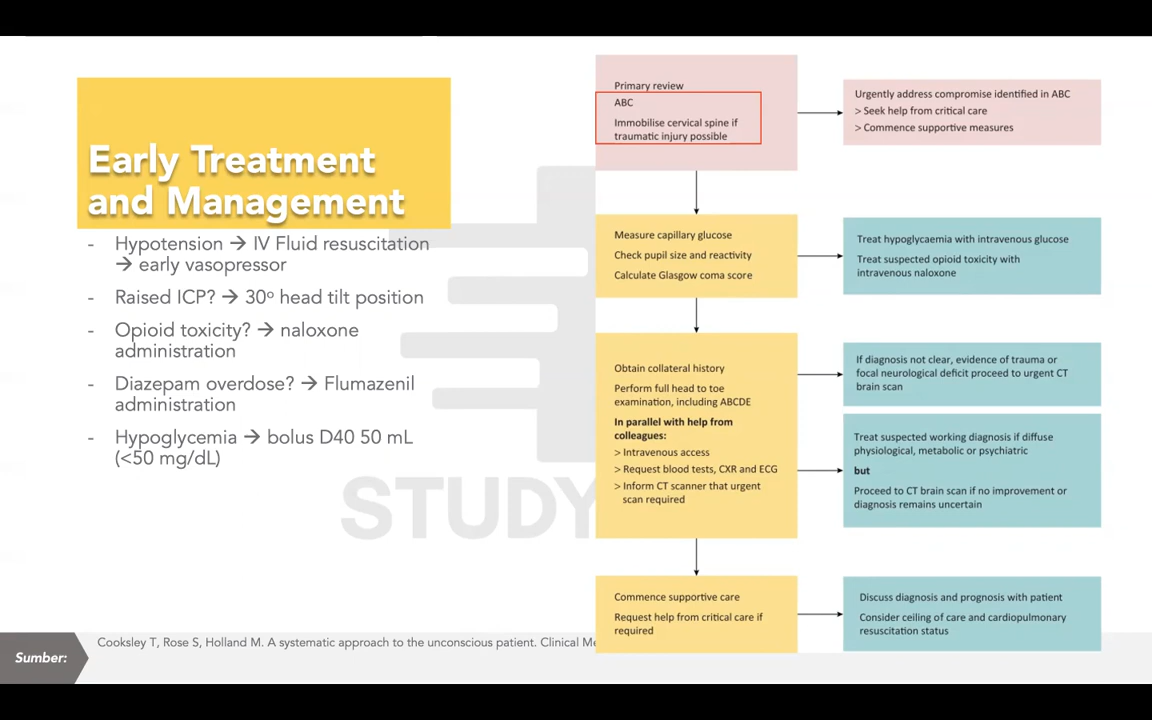 Early Treatment
and Management
- Hypotension → IV Fluid resuscitation
→ early vasopressor
- Raised ICP? → 30º head tilt position
- Opioid toxicity? → naloxone
administration
- Diazepam overdose? → Flumazenil
administration
- Hypoglycemia → bolus D40 50 mL
(<50 mg/dL)
STUDY
Primary review
ABC
Immobilise cervical spine if
traumatic injury possible
Urgently address compromise identified in ABC
> Seek help from critical care
> Commence supportive measures
Measure capillary glucose
Check pupil size and reactivity
Calculate Glasgow coma score
Treat hypoglycaemia with intravenous glucose
Treat suspected opioid toxicity with
intravenous naloxone
Obtain collateral history
Perform full head to toe
examination, including ABCDE
In parallel with help from
colleagues:
> Intravenous access
> Request blood tests, CXR and ECG
> Inform CT scanner that urgent
scan required
If diagnosis not clear, evidence of trauma or
focal neurological deficit proceed to urgent CT
brain scan
Treat suspected working diagnosis if diffuse
physiological, metabolic or psychiatric
but
Proceed to CT brain scan if no improvement or
diagnosis remains uncertain
Commence supportive care
Request help from critical care if
required
Discuss diagnosis and prognosis with patient
Consider ceiling of care and cardiopulmonary
resuscitation status
Sumber:
Cooksley T, Rose S, Holland M. A systematic approach to the unconscious patient. Clinical